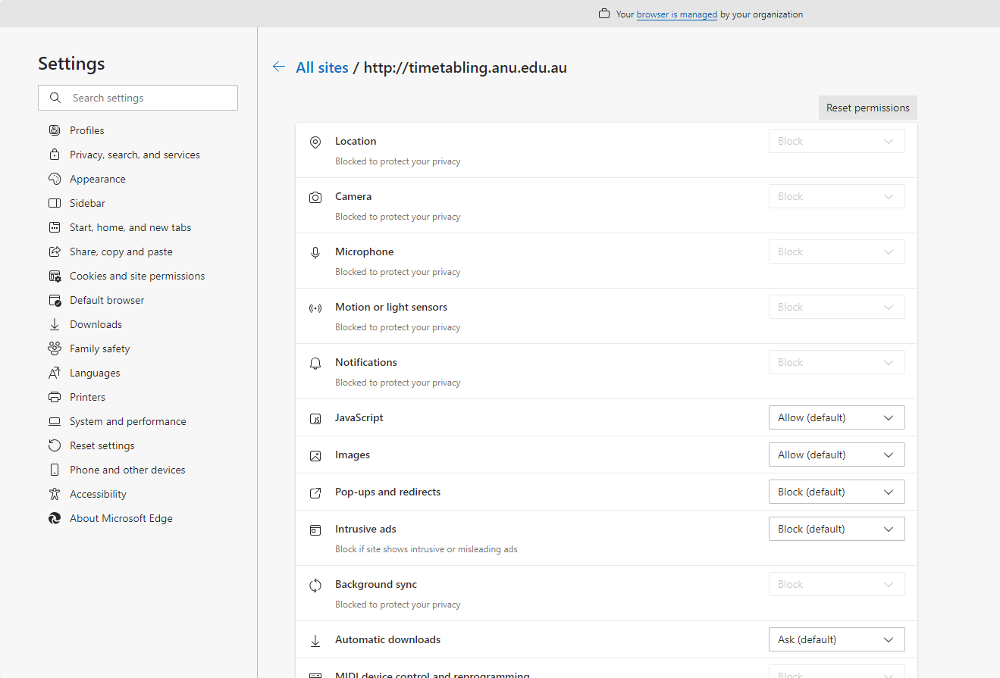 Your browser is managed by your organization
Settings
Search settings
Profiles
Privacy, search, and services
Appearance
Sidebar
Start, home, and new tabs
Share, copy and paste
Cookies and site permissions
Default browser
Downloads
Family safety
Languages
Printers
System and performance
Reset settings
Phone and other devices
Accessibility
About Microsoft Edge
All sites / http://timetabling.anu.edu.au
Reset permissions
Location Block
Blocked to protect your privacy
Camera Block
Blocked to protect your privacy
Microphone Block
Blocked to protect your privacy
Motion or light sensors Block
Blocked to protect your privacy
Notifications Block
Blocked to protect your privacy
JavaScript Allow (default)
Images Allow (default)
Pop-ups and redirects Block (default)
Intrusive ads Block (default)
Block if site shows intrusive or misleading ads
Background sync Block
Blocked to protect your privacy
Automatic downloads Ask (default)
MIDI device control and reprogramming Block